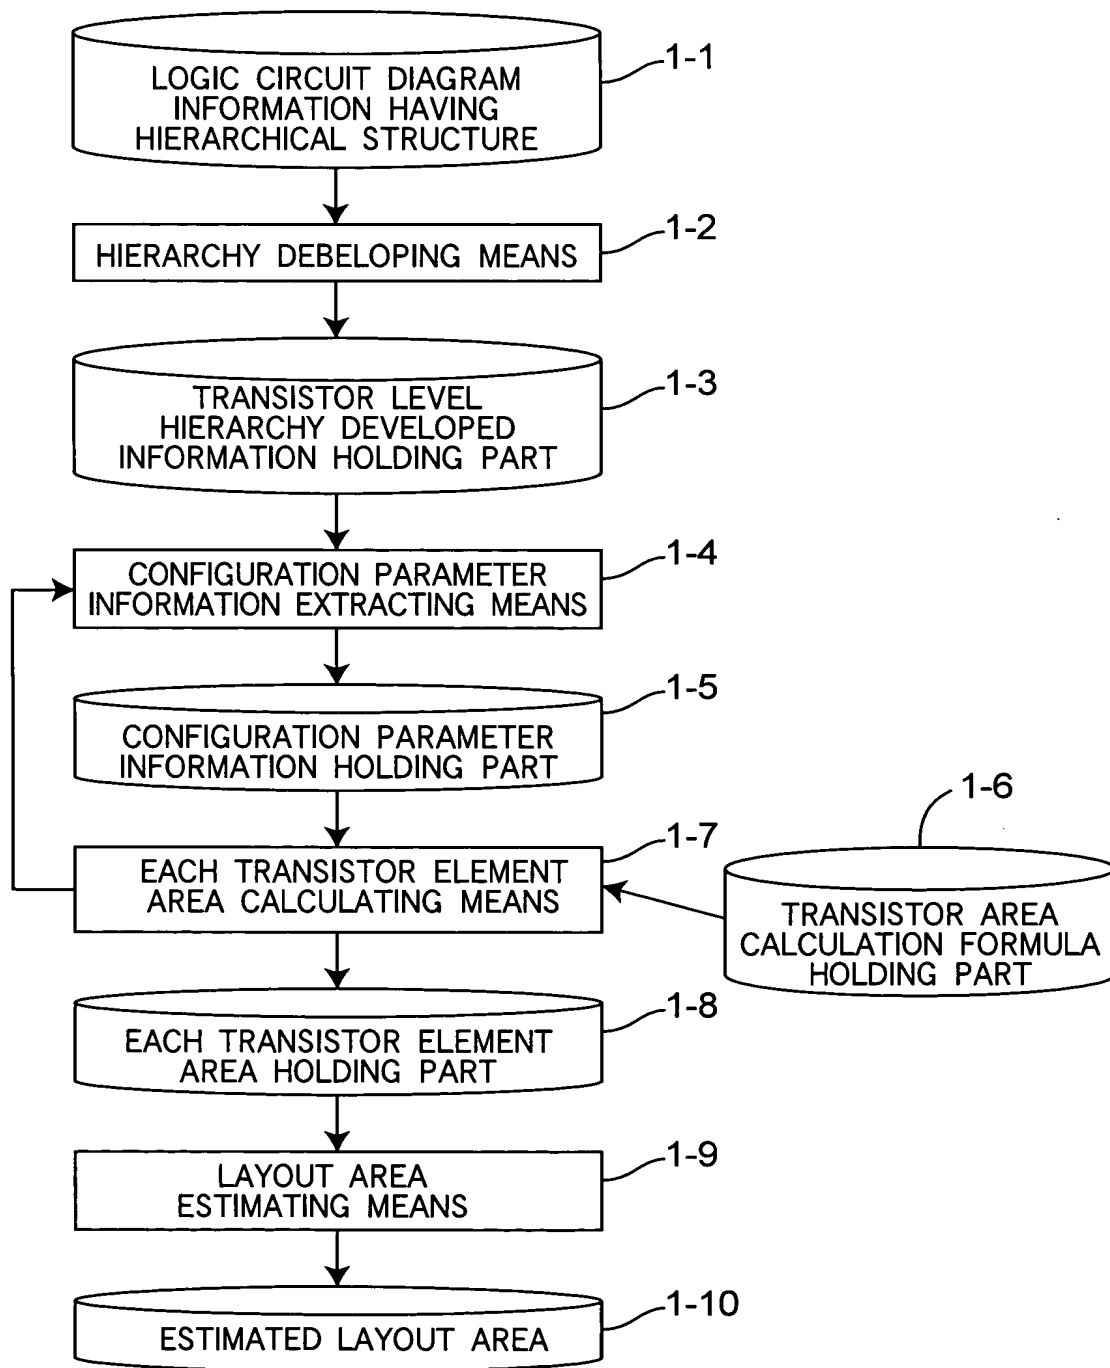 1-1
LOGIC CIRCUIT DIAGRAM
INFORMATION HAVING
HIERARCHICAL STRUCTURE
1-2
HIERARCHY DEBELOPING MEANS
1-3
TRANSISTOR LEVEL
HIERARCHY DEVELOPED
INFORMATION HOLDING PART
1-4
CONFIGURATION PARAMETER
INFORMATION EXTRACTING MEANS
1-5
CONFIGURATION PARAMETER
INFORMATION HOLDING PART
1-6
TRANSISTOR AREA
CALCULATION FORMULA
HOLDING PART
1-7
EACH TRANSISTOR ELEMENT
AREA CALCULATING MEANS
1-8
EACH TRANSISTOR ELEMENT
AREA HOLDING PART
1-9
LAYOUT AREA
ESTIMATING MEANS
1-10
ESTIMATED LAYOUT AREA